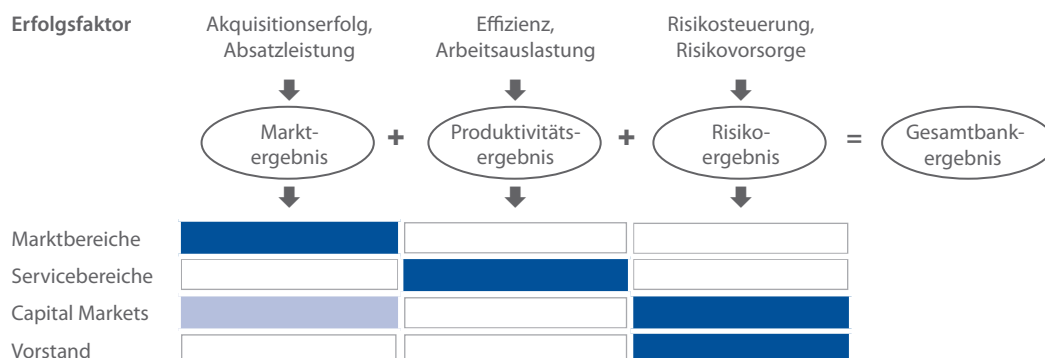 Erfolgsfaktor
Akquisitionserfolg,
Absatzleistung
Effizienz,
Arbeitsauslastung
Risikosteuerung,
Risikovorsorge
Markt-
ergebnis
+
Produktivitäts-
ergebnis
+
Risiko-
ergebnis
=
Gesamtbank-
ergebnis
Marktbereiche
Servicebereiche
Capital Markets
Vorstand